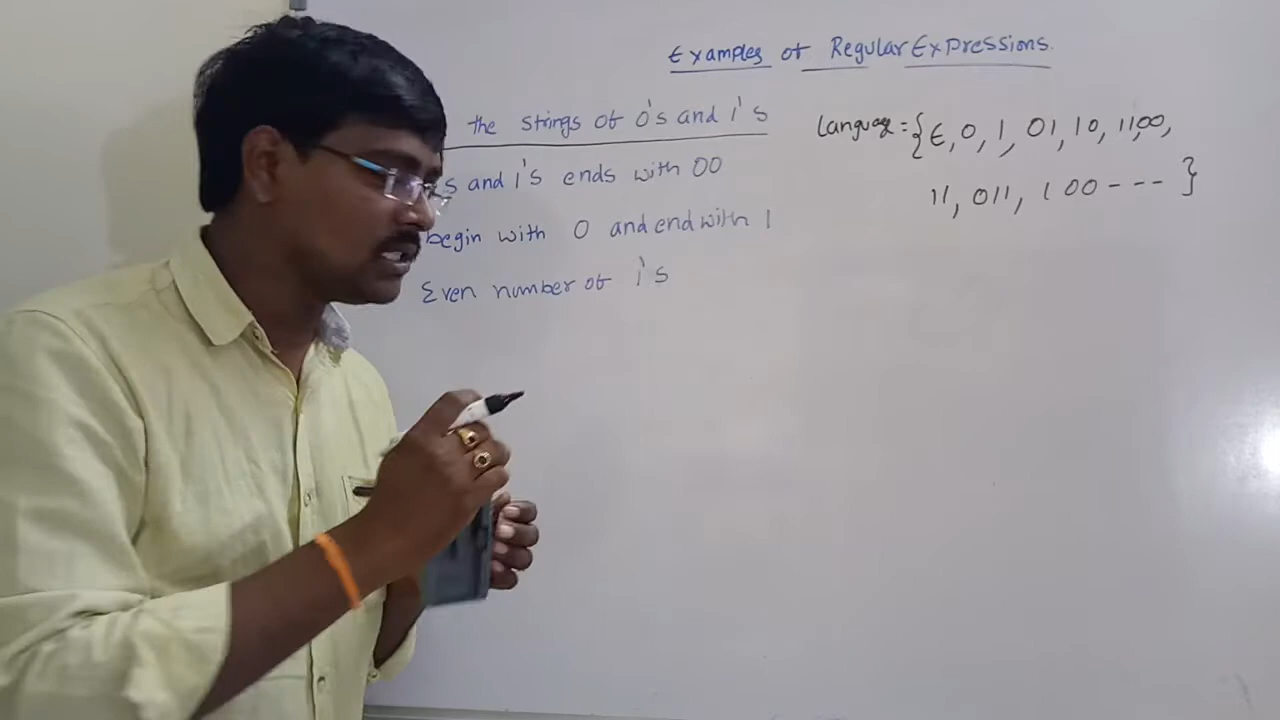 Examples of Regular Expressions.
the strings of 0's and 1's
s and 1's ends with 00
begin with 0 and end with 1
Even number of 1's
Language = {ϵ, 0, 1, 01, 10, 1100,
11, 011, 100 - - - }